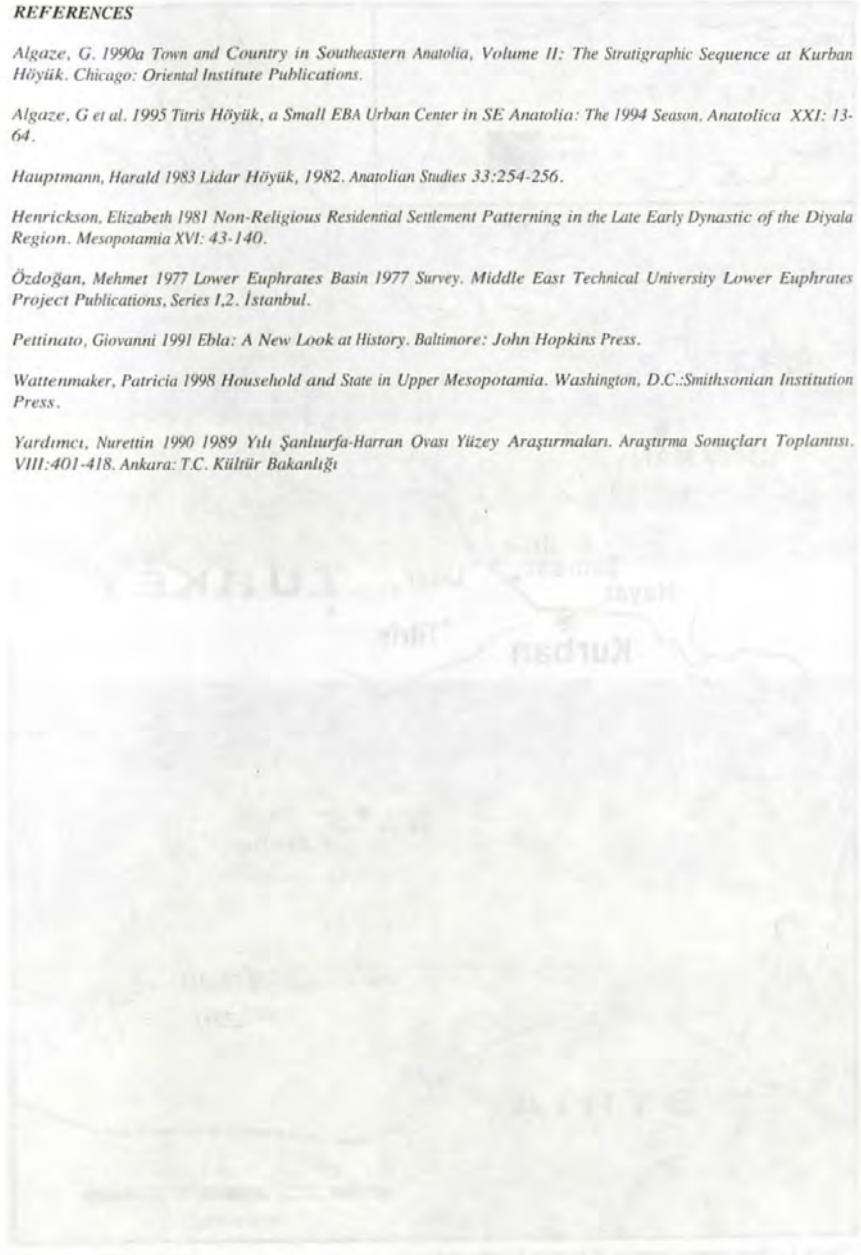 REFERENCES
Algaze, G. 1990a Town and Country in Southeastern Anatolia, Volume II: The Stratigraphic Sequence at Kurban
Höyük. Chicago: Oriental Institute Publications.
Algaze, G et al. 1995 Titris Höyük, a Small EBA Urban Center in SE Anatolia: The 1994 Season. Anatolica XXI: 13-
64.
Hauptmann, Harald 1983 Lidar Höyük, 1982. Anatolian Studies 33:254-256.
Henrickson, Elizabeth 1981 Non-Religious Residential Settlement Patterning in the Late Early Dynastic of the Diyala
Region. Mesopotamia XVI: 43-140.
Özdoğan, Mehmet 1977 Lower Euphrates Basin 1977 Survey. Middle East Technical University Lower Euphrates
Project Publications, Series 1,2. İstanbul.
Pettinato, Giovanni 1991 Ebla: A New Look at History. Baltimore: John Hopkins Press.
Wattenmaker, Patricia 1998 Household and State in Upper Mesopotamia. Washington, D.C.:Smithsonian Institution
Press.
Yardımcı, Nurettin 1990 1989 Yılı Şanlıurfa-Harran Ovası Yüzey Araştırmaları. Araştırma Sonuçları Toplantısı.
VIII:401-418. Ankara: T.C. Kültür Bakanlığı
TURKEY
Hayat
Titris
Kurban
SYRIA